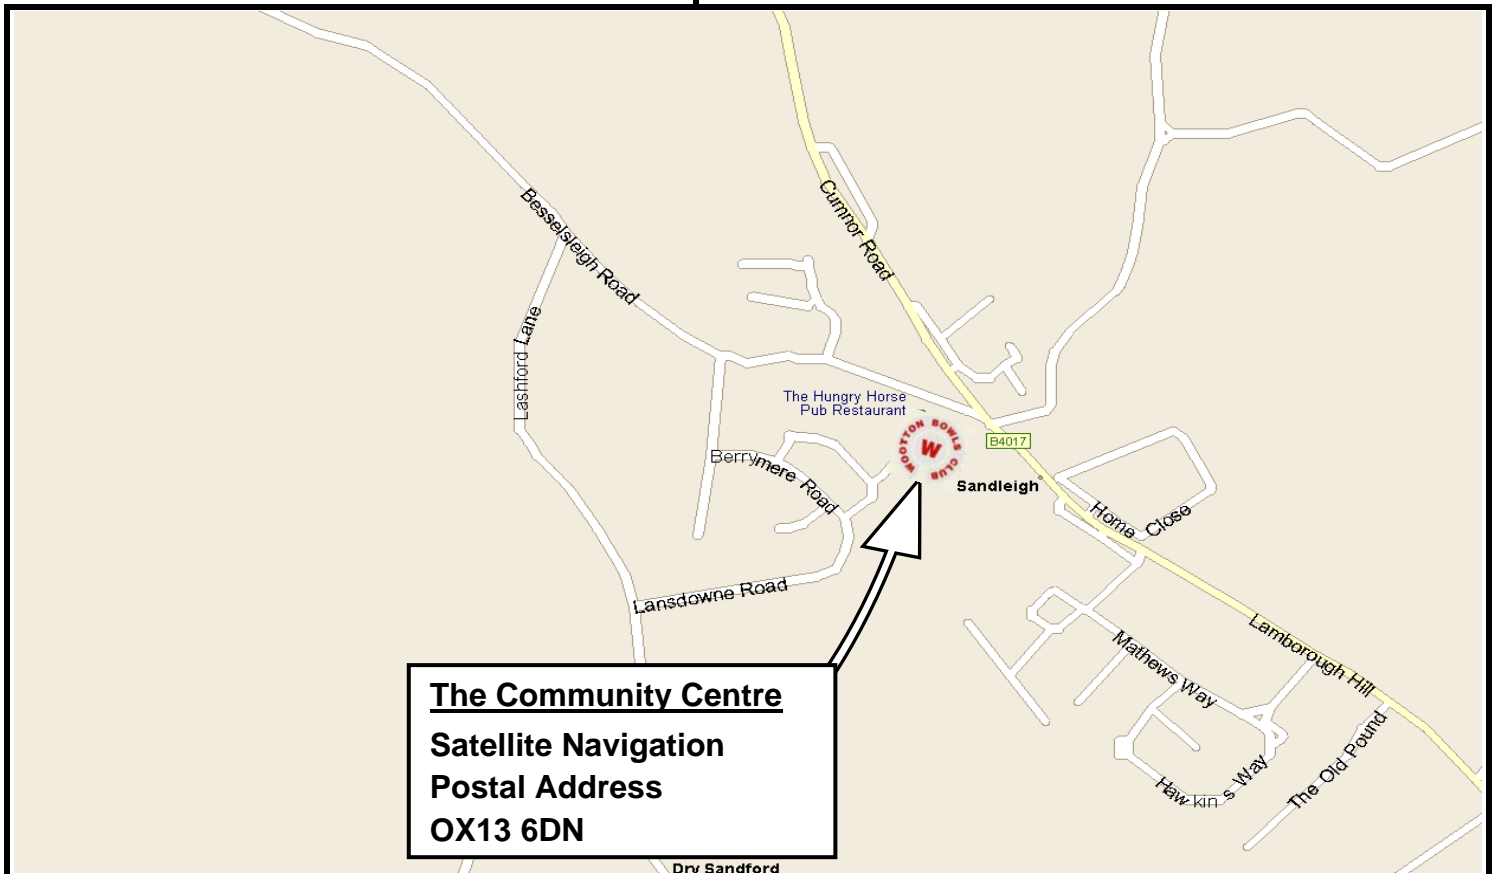 Cumnor Road
Besselsleigh Road
Lashford Lane
The Hungry Horse
Pub Restaurant
WOOTTON BOWLS CLUB
W
B4017
Sandleigh
Berrymere Road
Home Close
Lansdowne Road
Lamborough Hill
Mathews Way
The Old Pound
Hawkins Way
The Community Centre
Satellite Navigation
Postal Address
OX13 6DN
Dry Sandford